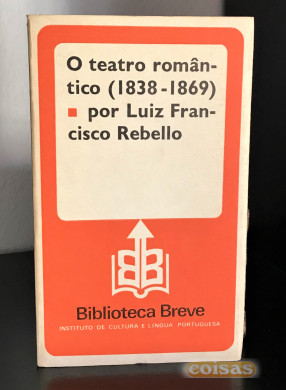 O teatro român-
tico (1838-1869)
por Luiz Fran-
cisco Rebello
Biblioteca Breve
INSTITUTO DE CULTURA E LÍNGUA PORTUGUESA
coisas